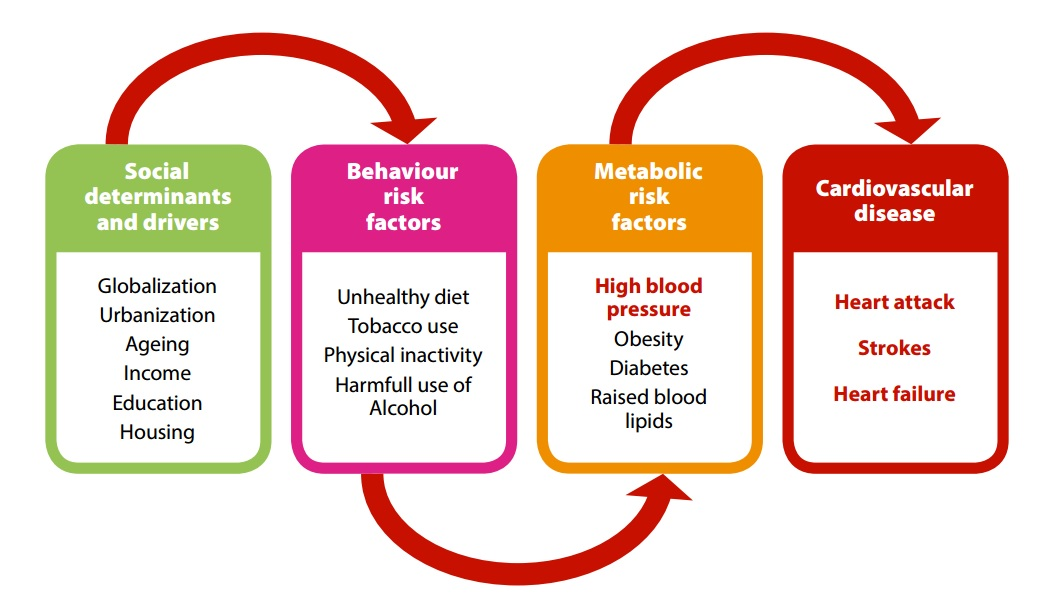 Social
determinants
and drivers
Globalization
Urbanization
Ageing
Income
Education
Housing
Behaviour
risk
factors
Unhealthy diet
Tobacco use
Physical inactivity
Harmfull use of
Alcohol
Metabolic
risk
factors
High blood
pressure
Obesity
Diabetes
Raised blood
lipids
Cardiovascular
disease
Heart attack
Strokes
Heart failure